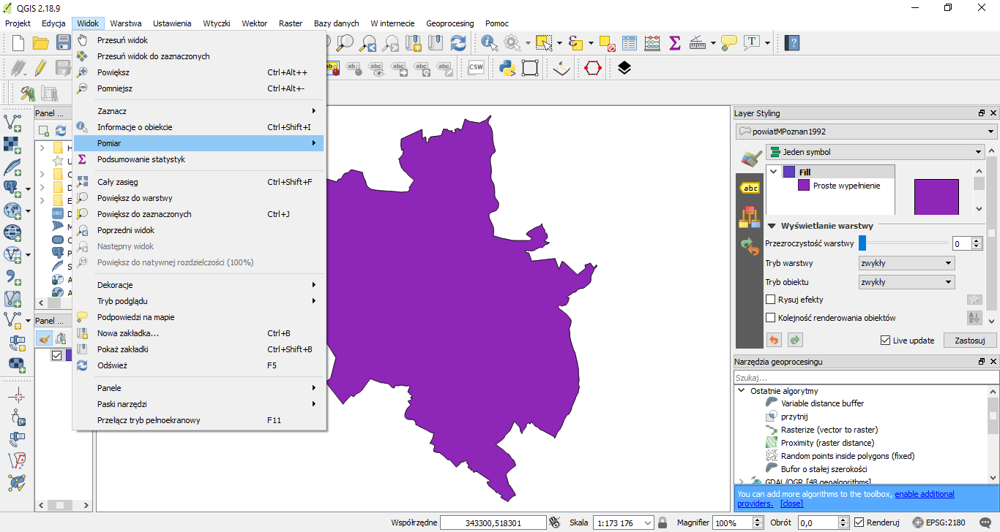 QGIS 2.18.9
Projekt Edycja Widok Warstwa Ustawienia Wtyczki Wektor Raster Bazy danych W internecie Geoprocesing Pomoc
Przesuń widok
Przesuń widok do zaznaczonych
Powiększ Ctrl+Alt++
Pomniejsz Ctrl+Alt+-
Zaznacz
Informacje o obiekcie Ctrl+Shift+I
Pomiar
Podsumowanie statystyk
Cały zasięg Ctrl+Shift+F
Powiększ do warstwy
Powiększ do zaznaczonych Ctrl+J
Poprzedni widok
Następny widok
Powiększ do natywnej rozdzielczości (100%)
Dekoracje
Tryb podglądu
Podpowiedzi na mapie
Nowa zakładka... Ctrl+B
Pokaż zakładki Ctrl+Shift+B
Odśwież F5
Panele
Paski narzędzi
Przełącz tryb pełnoekranowy F11
Panel ...
Panel ...
abc
CSW
Layer Styling
powiatMPoznan1992
Jeden symbol
Fill
Proste wypełnienie
abc
Wyświetlanie warstwy
Przezroczystość warstwy 0
Tryb warstwy zwykły
Tryb obiektu zwykły
Rysuj efekty
Kolejność renderowania obiektów
Live update Zastosuj
Narzędzia geoprocesingu
Szukaj...
Ostatnie algorytmy
Variable distance buffer
przytnij
Rasterize (vector to raster)
Proximity (raster distance)
Random points inside polygons (fixed)
Bufor o stałej szerokości
GDAL/OGR [48 geoalgorithms]
You can add more algorithms to the toolbox, enable additional
providers. [close]
Współrzędne 343300,518301 Skala 1:173 176 Magnifier 100% Obrót 0,0 Renderuj EPSG:2180